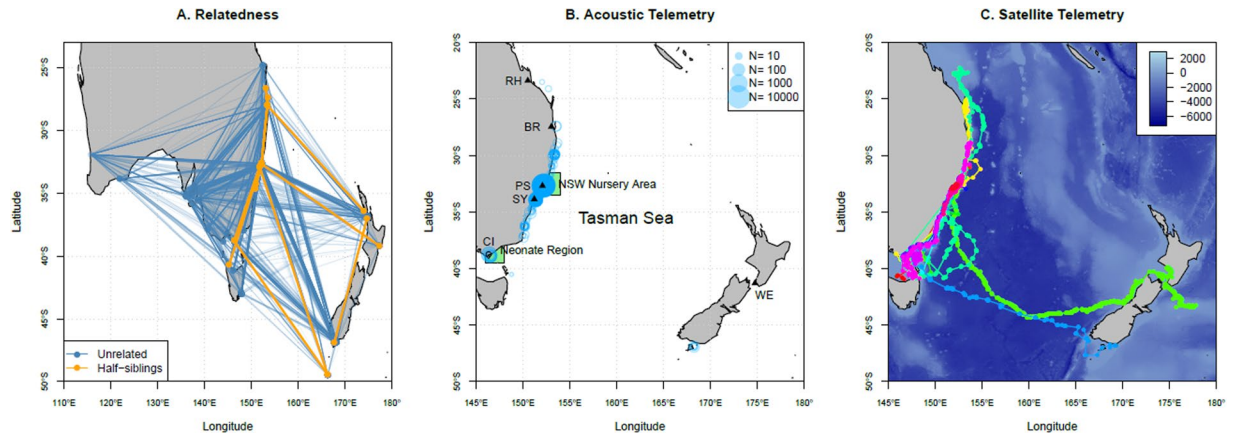 A. Relatedness
25°S
30°S
35°S
40°S
45°S
50°S
Latitude
Unrelated
Half−siblings
110°E 120°E 130°E 140°E 150°E 160°E 170°E 180°
Longitude
B. Acoustic Telemetry
20°S
25°S
30°S
35°S
40°S
45°S
50°S
Latitude
N= 10
N= 100
N= 1000
N= 10000
RH
BR
PS
NSW Nursery Area
SY
Tasman Sea
CI
Neonate Region
WE
145°E 150°E 155°E 160°E 165°E 170°E 175°E 180°
Longitude
C. Satellite Telemetry
20°S
25°S
30°S
35°S
40°S
45°S
50°S
Latitude
2000
0
−2000
−4000
−6000
145°E 150°E 155°E 160°E 165°E 170°E 175°E 180°
Longitude